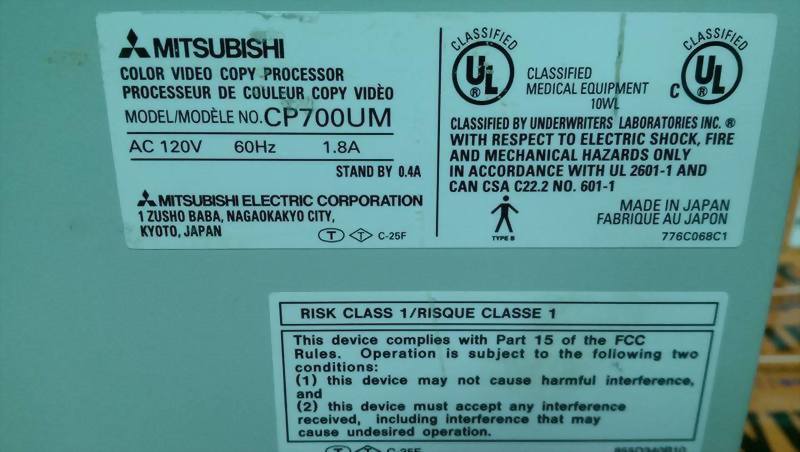 MITSUBISHI
COLOR VIDEO COPY PROCESSOR
PROCESSEUR DE COULEUR COPY VIDÈO
MODEL/MODÈLE NO. CP700UM
AC 120V 60Hz 1.8A
STAND BY 0.4A
MITSUBISHI ELECTRIC CORPORATION
1 ZUSHO BABA, NAGAOKAKYO CITY,
KYOTO, JAPAN
T T C-25F
CLASSIFIED
UL ®
CLASSIFIED
MEDICAL EQUIPMENT
10WL
CLASSIFIED
C UL ®
CLASSIFIED BY UNDERWRITERS LABORATORIES INC. ®
WITH RESPECT TO ELECTRIC SHOCK, FIRE
AND MECHANICAL HAZARDS ONLY
IN ACCORDANCE WITH UL 2601-1 AND
CAN CSA C22.2 NO. 601-1
TYPE B
MADE IN JAPAN
FABRIQUE AU JAPON
776C068C1
RISK CLASS 1/RISQUE CLASSE 1
This device complies with Part 15 of the FCC
Rules. Operation is subject to the following two
conditions:
(1) this device may not cause harmful interference,
and
(2) this device must accept any interference
received, including interference that may
cause undesired operation.